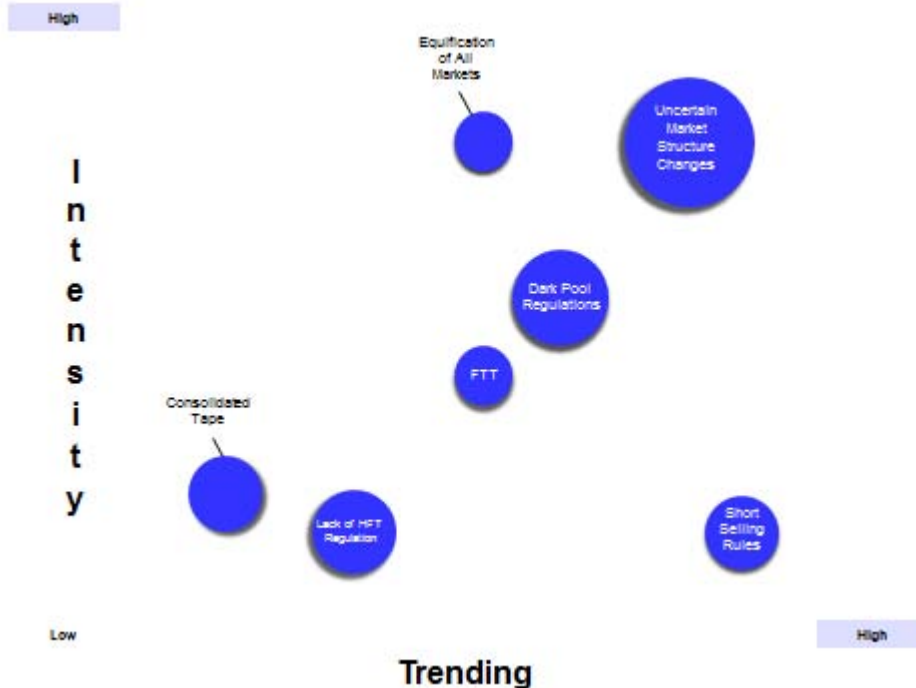 High
Equification
of All
Markets
Uncertain
Market
Structure
Changes
Intensity
Dark Pool
Regulations
FTT
Consolidated
Tape
Lack of HFT
Regulation
Short
Selling
Rules
Low
High
Trending